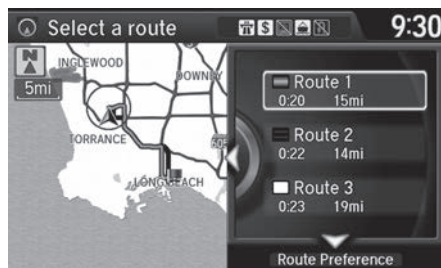 Select a route
$
9:30
N
5mi
INGLEWOOD
DOWNEY
TORRANCE
LONG BEACH
605
Route 1
0:20 15mi
Route 2
0:22 14mi
Route 3
0:23 19mi
Route Preference